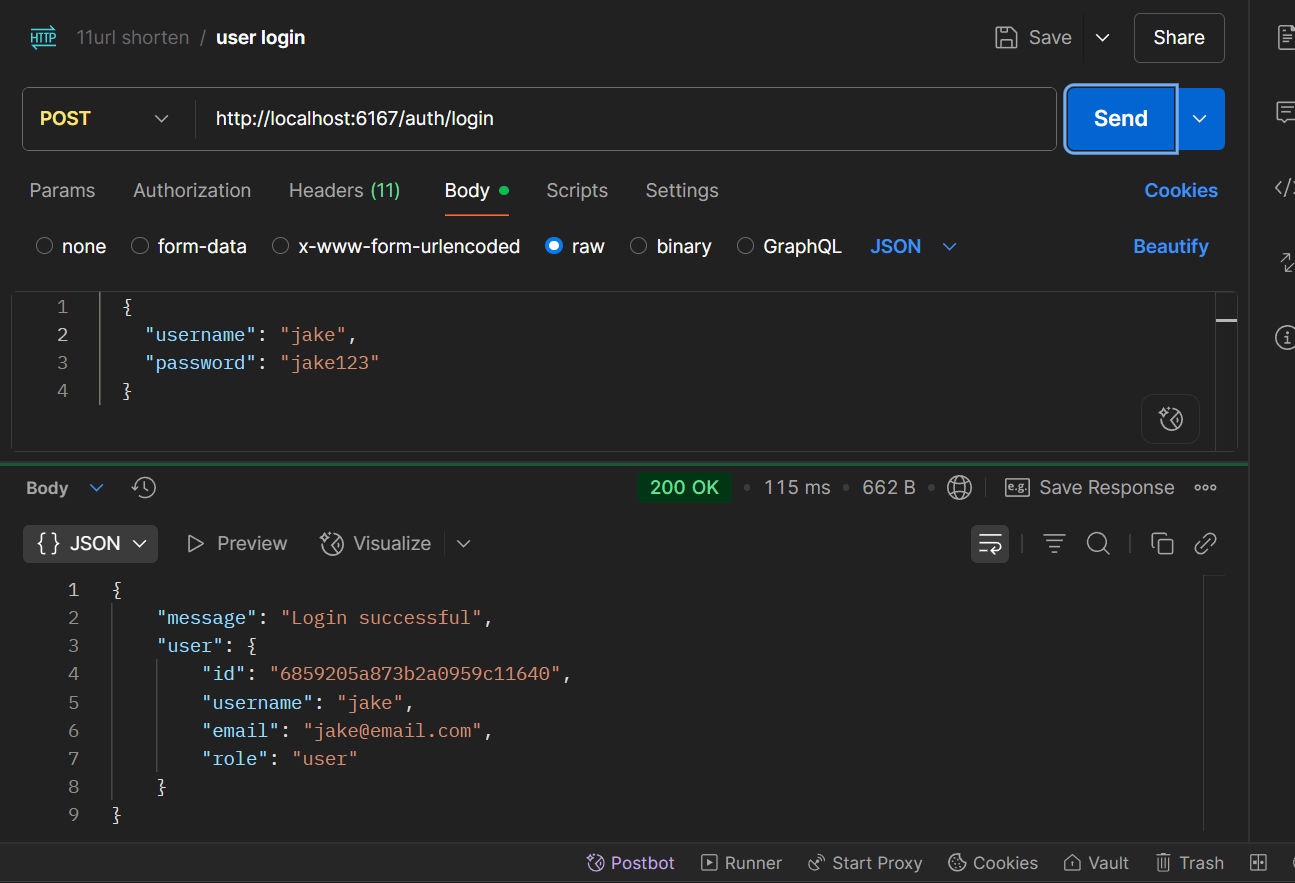 HTTP 11url shorten / user login Save Share
POST http://localhost:6167/auth/login Send
Params Authorization Headers (11) Body Scripts Settings Cookies
none form-data x-www-form-urlencoded raw binary GraphQL JSON Beautify
1 {
2 "username": "jake",
3 "password": "jake123"
4 }
Body 200 OK • 115 ms • 662 B • e.g. Save Response
{} JSON Preview Visualize
1 {
2 "message": "Login successful",
3 "user": {
4 "id": "6859205a873b2a0959c11640",
5 "username": "jake",
6 "email": "jake@email.com",
7 "role": "user"
8 }
9 }
Postbot Runner Start Proxy Cookies Vault Trash